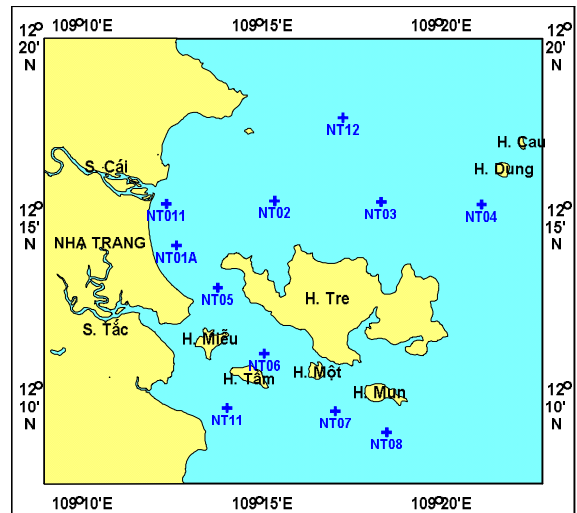 109°10'E 109°15'E 109°20'E
12° 20' N
12° 20' N
NT12
H. Cau
S. Cái
H. Dung
NT011 NT02 NT03 NT04
12° 15' N
12° 15' N
NHA TRANG
NT01A
NT05
H. Tre
S. Tắc
H. Miễu
NT06
H. Một
H. Tầm
H. Mun
12° 10' N
12° 10' N
NT11
NT07
NT08
109°10'E 109°15'E 109°20'E